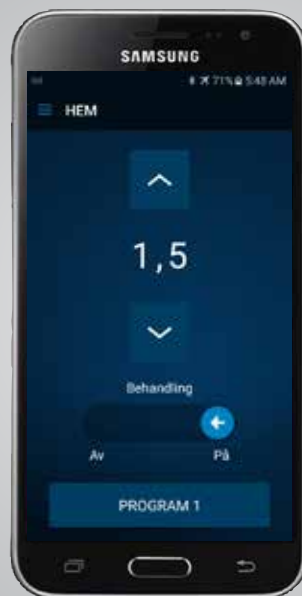 SAMSUNG
71% 5:48 AM
HEM
1,5
Behandling
Av På
PROGRAM 1